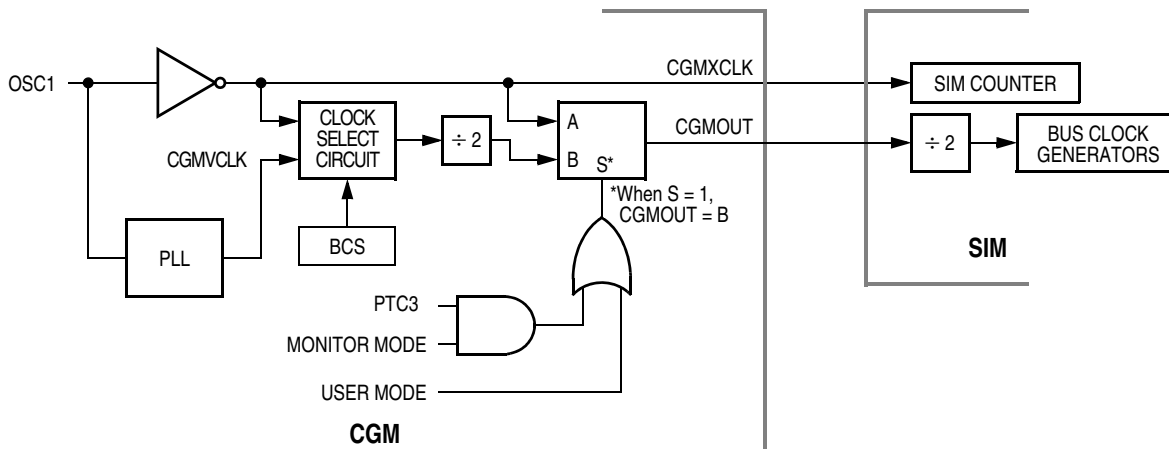 OSC1
CGMXCLK
SIM COUNTER
CLOCK
SELECT
CIRCUIT
÷ 2
A
B
S*
CGMOUT
÷ 2
BUS CLOCK
GENERATORS
CGMVCLK
*When S = 1,
CGMOUT = B
BCS
PLL
SIM
PTC3
MONITOR MODE
USER MODE
CGM